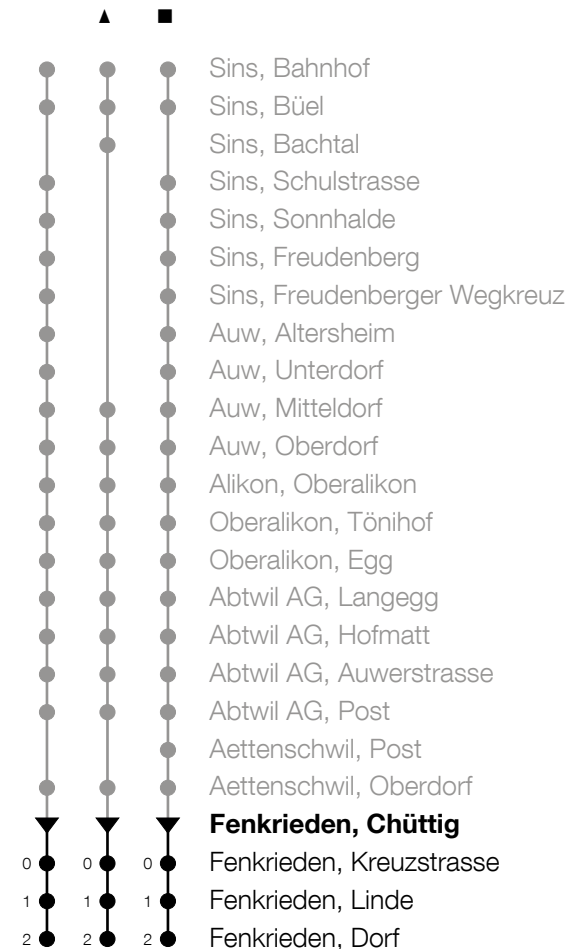 ▲ ■
Sins, Bahnhof
Sins, Büel
Sins, Bachtal
Sins, Schulstrasse
Sins, Sonnhalde
Sins, Freudenberg
Sins, Freudenberger Wegkreuz
Auw, Altersheim
Auw, Unterdorf
Auw, Mitteldorf
Auw, Oberdorf
Alikon, Oberalikon
Oberalikon, Tönihof
Oberalikon, Egg
Abtwil AG, Langegg
Abtwil AG, Hofmatt
Abtwil AG, Auwerstrasse
Abtwil AG, Post
Aettenschwil, Post
Aettenschwil, Oberdorf
Fenkrieden, Chüttig
0 0 0 Fenkrieden, Kreuzstrasse
1 1 1 Fenkrieden, Linde
2 2 2 Fenkrieden, Dorf